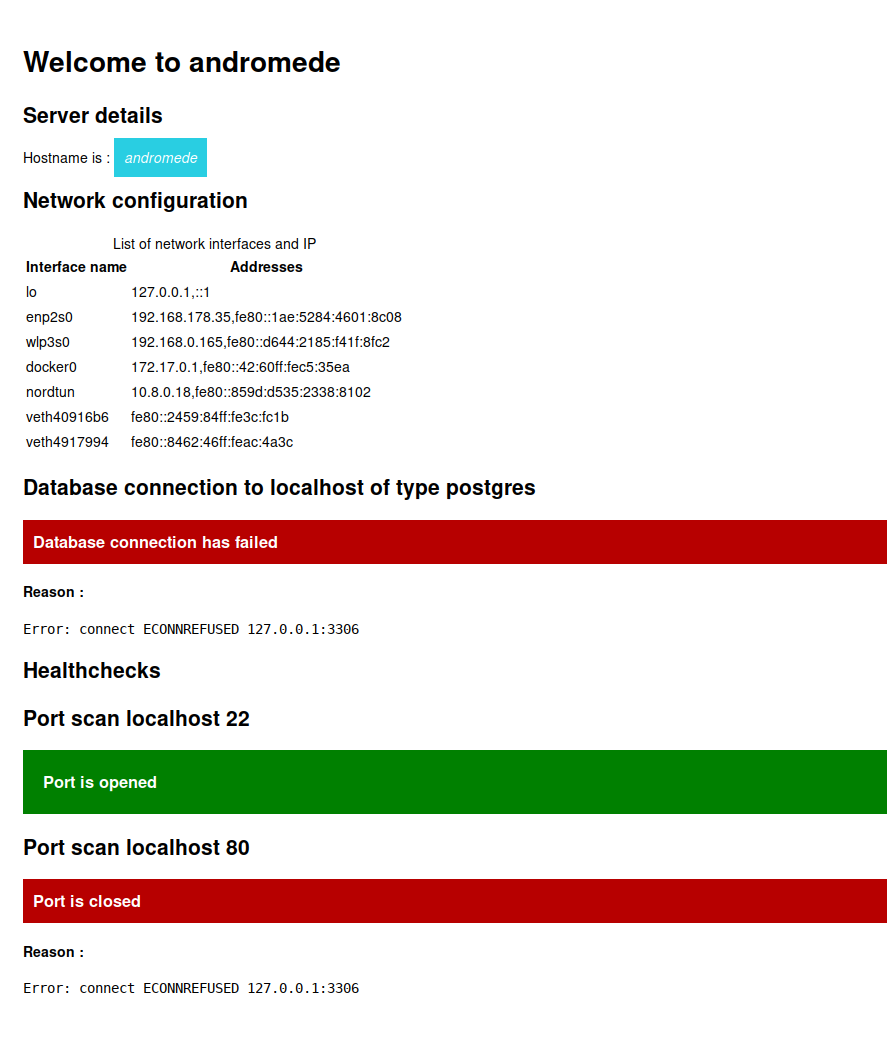 Welcome to andromede
Server details
Hostname is : andromede
Network configuration
List of network interfaces and IP
Interface name Addresses
lo 127.0.0.1,::1
enp2s0 192.168.178.35,fe80::1ae:5284:4601:8c08
wlp3s0 192.168.0.165,fe80::d644:2185:f41f:8fc2
docker0 172.17.0.1,fe80::42:60ff:fec5:35ea
nordtun 10.8.0.18,fe80::859d:d535:2338:8102
veth40916b6 fe80::2459:84ff:fe3c:fc1b
veth4917994 fe80::8462:46ff:feac:4a3c
Database connection to localhost of type postgres
Database connection has failed
Reason :
Error: connect ECONNREFUSED 127.0.0.1:3306
Healthchecks
Port scan localhost 22
Port is opened
Port scan localhost 80
Port is closed
Reason :
Error: connect ECONNREFUSED 127.0.0.1:3306